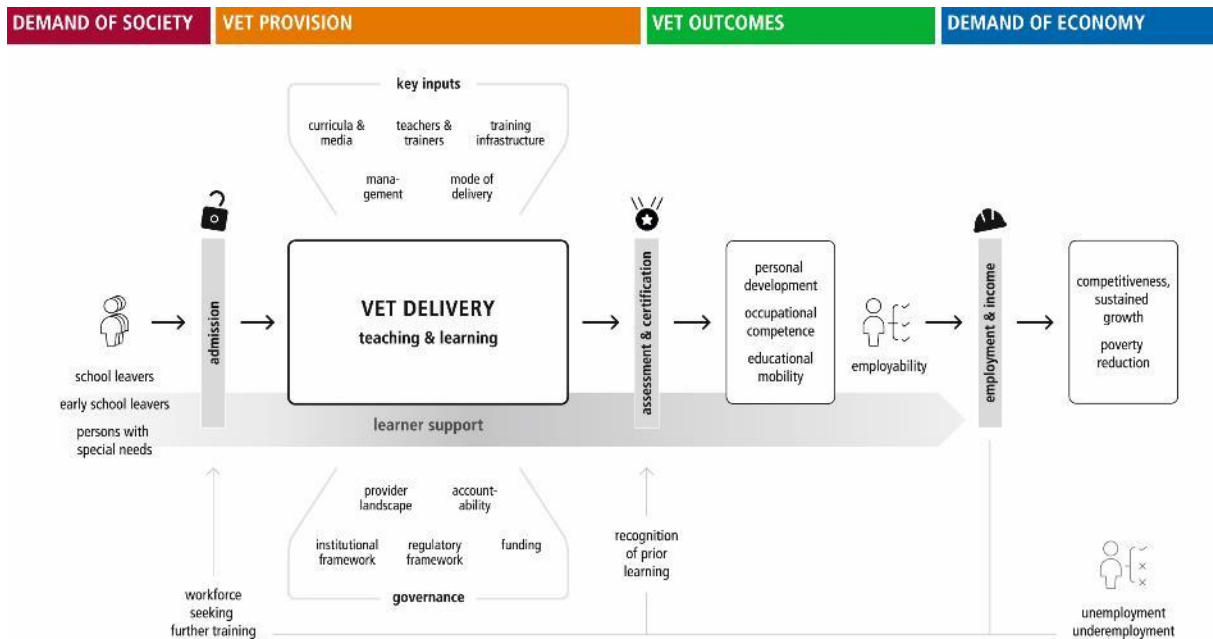 DEMAND OF SOCIETY
VET PROVISION
VET OUTCOMES
DEMAND OF ECONOMY
key inputs
curricula &
media
teachers &
trainers
training
infrastructure
mana-
gement
mode of
delivery
school leavers
early school leavers
persons with
special needs
admission
VET DELIVERY
teaching & learning
learner support
assessment & certification
personal
development
occupational
competence
educational
mobility
employability
employment & income
competitiveness,
sustained
growth
poverty
reduction
provider
landscape
account-
ability
institutional
framework
regulatory
framework
funding
governance
workforce
seeking
further training
recognition
of prior
learning
unemployment
underemployment